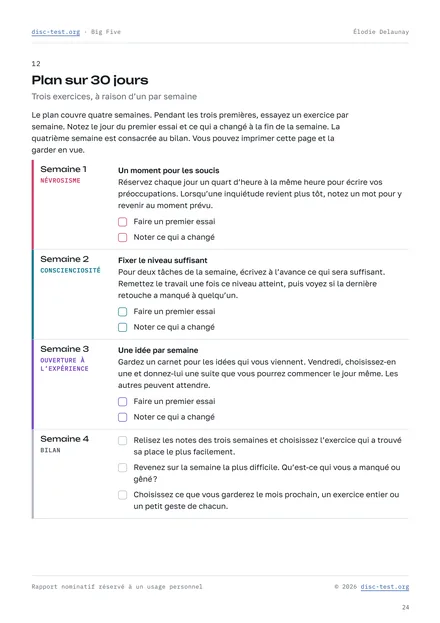 disc-test.org · Big Five
Élodie Delaunay
12
Plan sur 30 jours
Trois exercices, à raison d'un par semaine
Le plan couvre quatre semaines. Pendant les trois premières, essayez un exercice par
semaine. Notez le jour du premier essai et ce qui a changé à la fin de la semaine. La
quatrième semaine est consacrée au bilan. Vous pouvez imprimer cette page et la
garder en vue.
Semaine 1
NÉVROSISME
Un moment pour les soucis
Réservez chaque jour un quart d'heure à la même heure pour écrire vos
préoccupations. Lorsqu'une inquiétude revient plus tôt, notez un mot pour y
revenir au moment prévu.
Faire un premier essai
Noter ce qui a changé
Semaine 2
CONSCIENCIOSITÉ
Fixer le niveau suffisant
Pour deux tâches de la semaine, écrivez à l'avance ce qui sera suffisant.
Remettez le travail une fois ce niveau atteint, puis voyez si la dernière
retouche a manqué à quelqu'un.
Faire un premier essai
Noter ce qui a changé
Semaine 3
OUVERTURE À
L'EXPÉRIENCE
Une idée par semaine
Gardez un carnet pour les idées qui vous viennent. Vendredi, choisissez-en
une et donnez-lui une suite que vous pourrez commencer le jour même. Les
autres peuvent attendre.
Faire un premier essai
Noter ce qui a changé
Semaine 4
BILAN
Relisez les notes des trois semaines et choisissez l'exercice qui a trouvé
sa place le plus facilement.
Revenez sur la semaine la plus difficile. Qu'est-ce qui vous a manqué ou
gêné ?
Choisissez ce que vous garderez le mois prochain, un exercice entier ou
un petit geste de chacun.
Rapport nominatif réservé à un usage personnel
© 2026 disc-test.org
24